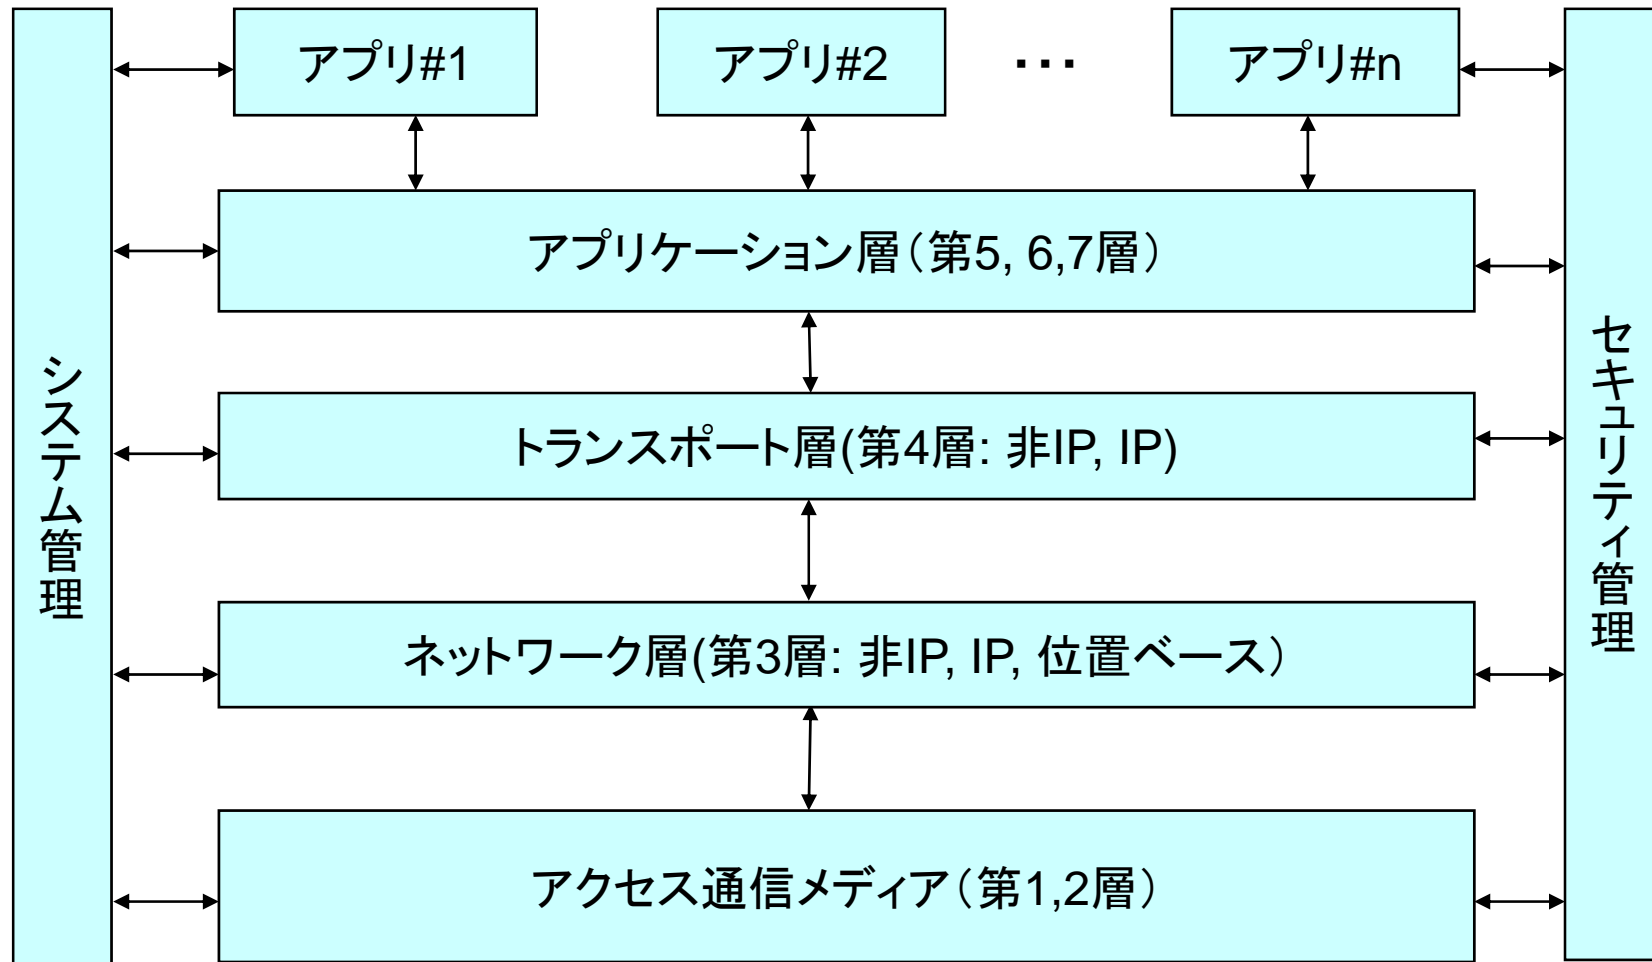 アプリ#1
アプリ#2
･･･
アプリ#n
アプリケーション層（第5, 6,7層）
トランスポート層(第4層: 非IP, IP)
ネットワーク層(第3層: 非IP, IP, 位置ベース）
アクセス通信メディア（第1,2層）
システム管理
セキュリティ管理